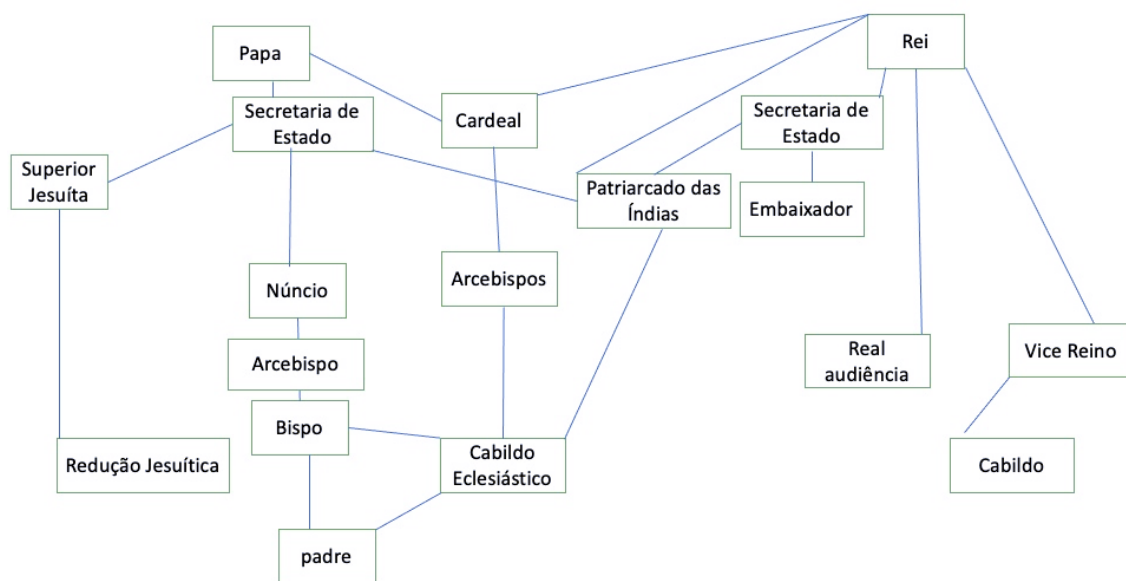 Papa
Rei
Secretaria de
Estado
Cardeal
Secretaria de
Estado
Superior
Jesuíta
Patriarcado das
Índias
Embaixador
Núncio
Arcebispos
Arcebispo
Real
audiência
Vice Reino
Bispo
Redução Jesuítica
Cabildo
Eclesiástico
Cabildo
padre